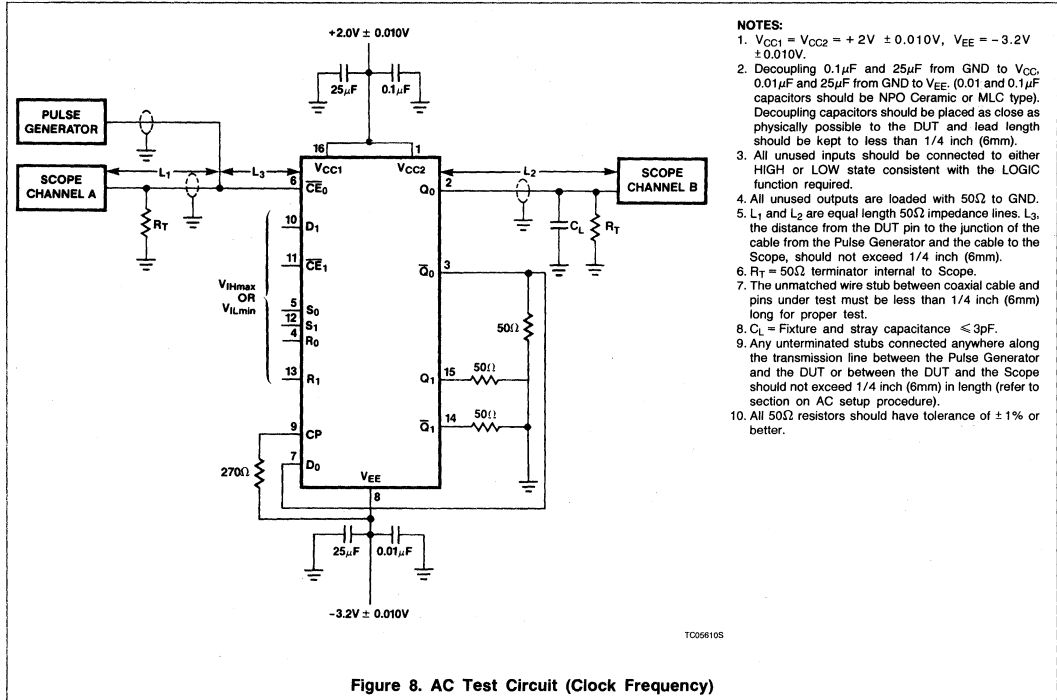 +2.0V ± 0.010V
25μF
0.1μF
PULSE
GENERATOR
SCOPE
CHANNEL A
L1
L3
RT
16
1
VCC1
VCC2
6
CE̅0
10
D1
11
CE̅1
VIHmax
OR
VILmin
5
S0
12
S1
4
R0
13
R1
9
CP
7
D0
270Ω
VEE
8
2
Q0
L2
SCOPE
CHANNEL B
CL
RT
3
Q̅0
50Ω
15
Q1
50Ω
14
Q̅1
50Ω
25μF
0.01μF
-3.2V ± 0.010V
TC05610S
NOTES:
1. VCC1 = VCC2 = + 2V ± 0.010V, VEE = − 3.2V
± 0.010V.
2. Decoupling 0.1μF and 25μF from GND to VCC,
0.01μF and 25μF from GND to VEE. (0.01 and 0.1μF
capacitors should be NPO Ceramic or MLC type).
Decoupling capacitors should be placed as close as
physically possible to the DUT and lead length
should be kept to less than 1/4 inch (6mm).
3. All unused inputs should be connected to either
HIGH or LOW state consistent with the LOGIC
function required.
4. All unused outputs are loaded with 50Ω to GND.
5. L1 and L2 are equal length 50Ω impedance lines. L3,
the distance from the DUT pin to the junction of the
cable from the Pulse Generator and the cable to the
Scope, should not exceed 1/4 inch (6mm).
6. RT = 50Ω terminator internal to Scope.
7. The unmatched wire stub between coaxial cable and
pins under test must be less than 1/4 inch (6mm)
long for proper test.
8. CL = Fixture and stray capacitance ⩽ 3pF.
9. Any unterminated stubs connected anywhere along
the transmission line between the Pulse Generator
and the DUT or between the DUT and the Scope
should not exceed 1/4 inch (6mm) in length (refer to
section on AC setup procedure).
10. All 50Ω resistors should have tolerance of ± 1% or
better.
Figure 8. AC Test Circuit (Clock Frequency)